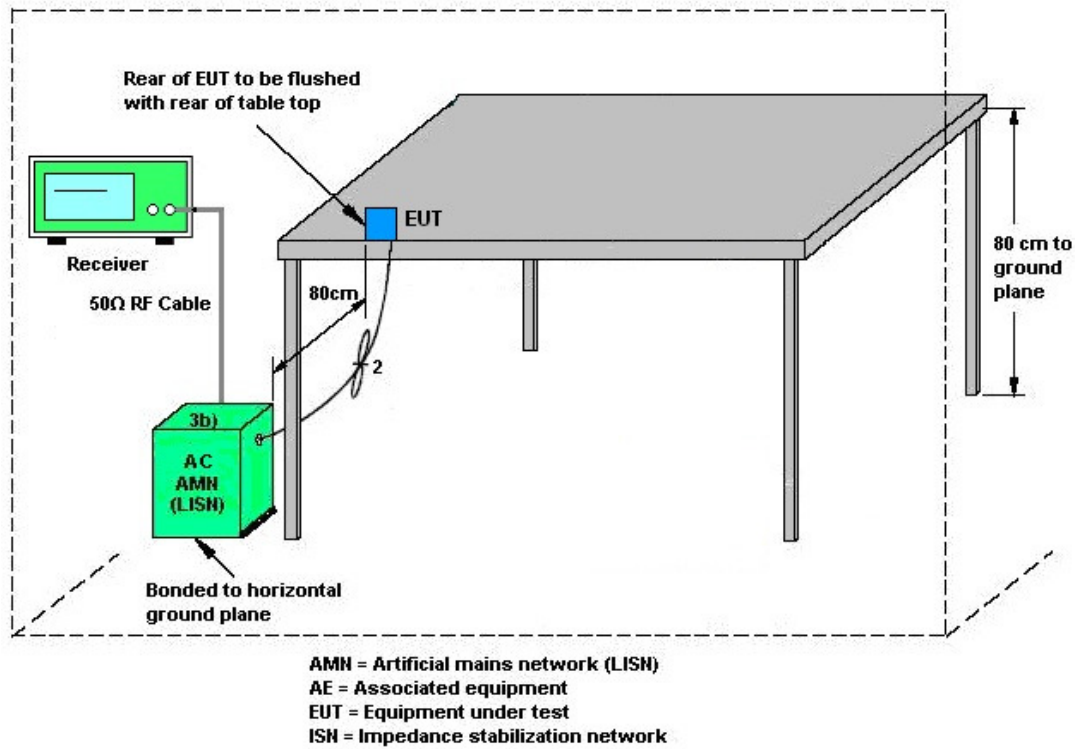 Rear of EUT to be flushed
with rear of table top
EUT
Receiver
50Ω RF Cable
80cm
2
80 cm to
ground
plane
3b)
AC
AMN
(LISN)
Bonded to horizontal
ground plane
AMN = Artificial mains network (LISN)
AE = Associated equipment
EUT = Equipment under test
ISN = Impedance stabilization network